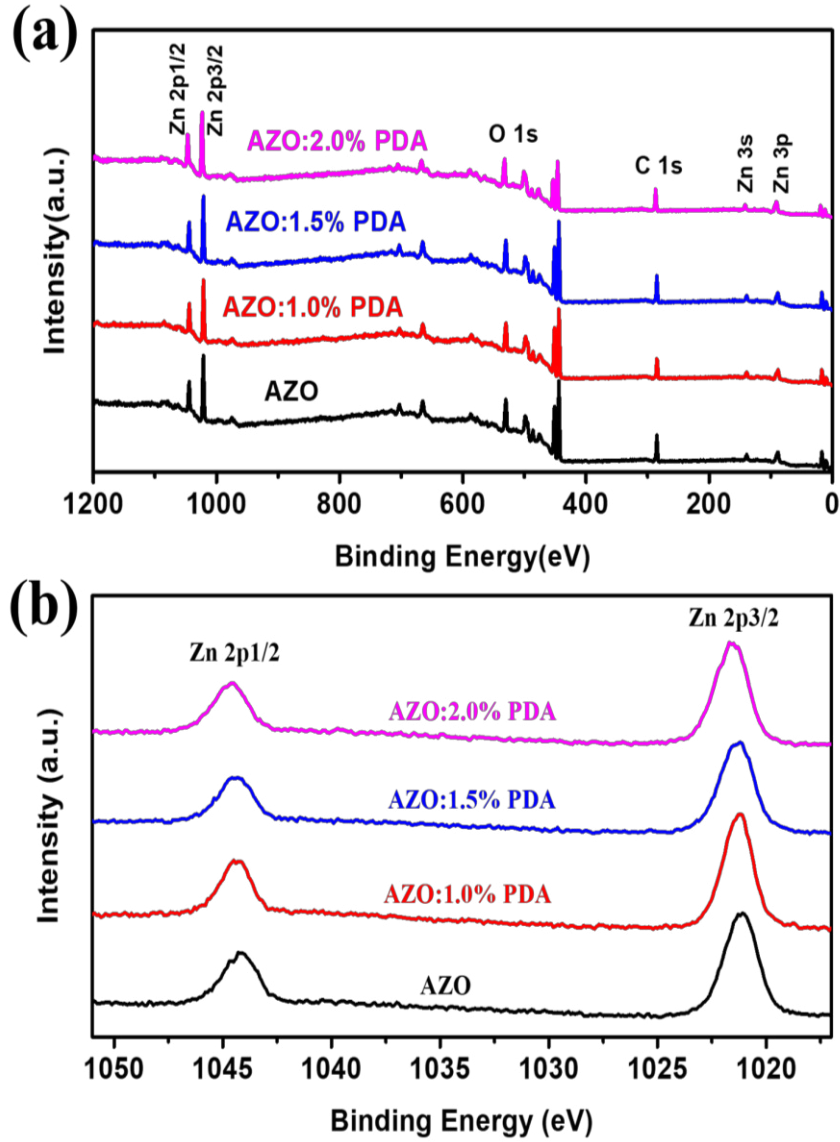 (a)
Zn 2p1/2
Zn 2p3/2
O 1s
C 1s
Zn 3s
Zn 3p
AZO:2.0% PDA
AZO:1.5% PDA
AZO:1.0% PDA
AZO
Intensity(a.u.)
1200 1000 800 600 400 200 0
Binding Energy(eV)
(b)
Zn 2p1/2
Zn 2p3/2
AZO:2.0% PDA
AZO:1.5% PDA
AZO:1.0% PDA
AZO
Intensity (a.u.)
1050 1045 1040 1035 1030 1025 1020
Binding Energy (eV)